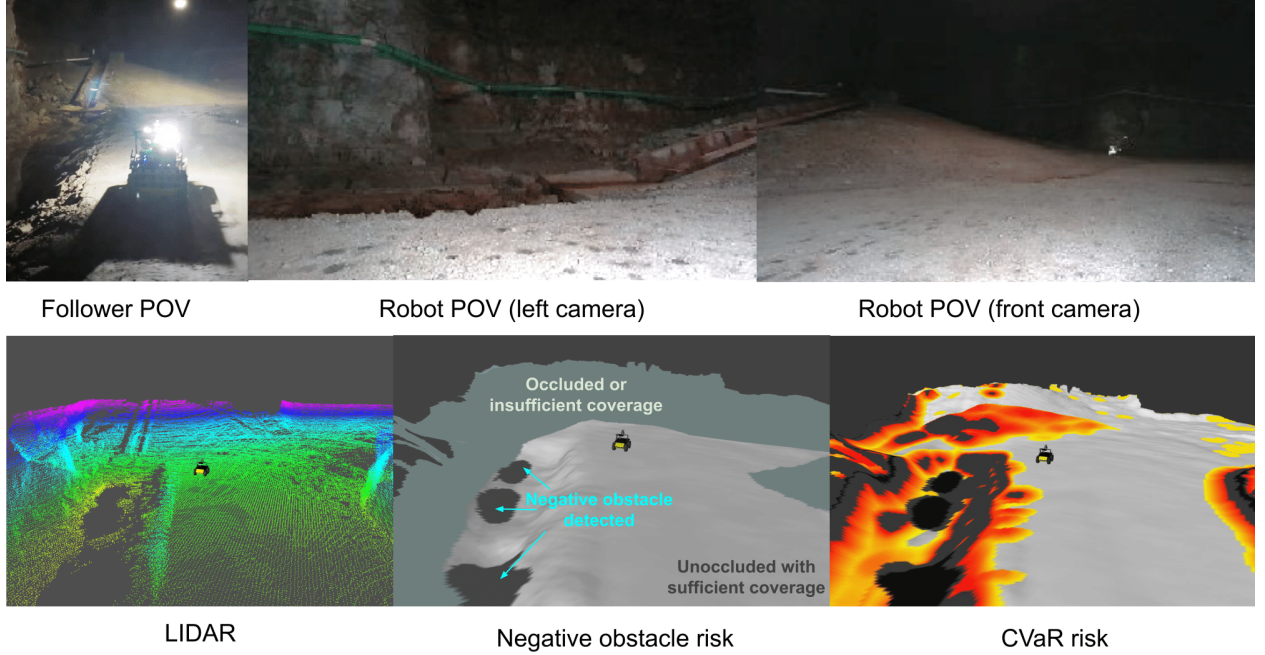 Follower POV
Robot POV (left camera)
Robot POV (front camera)
Occluded or
insufficient coverage
Negative obstacle
detected
Unoccluded with
sufficient coverage
LIDAR
Negative obstacle risk
CVaR risk